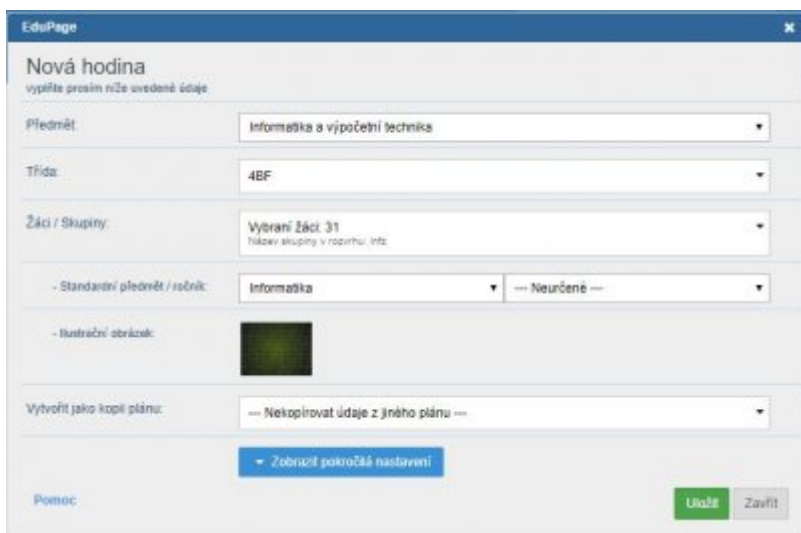 EduPage
Nová hodina
vyplňte prosím níže uvedené údaje
Předmět:
Informatika a výpočetní technika
Třída:
4BF
Žáci / Skupiny:
Vybraní žáci: 31
Název skupiny v rozvrhu: Info
- Standardní předmět / ročník:
Informatika
--- Neurčené ---
- Ilustrační obrázek:
Vytvořit jako kopii plánu:
--- Nekopírovat údaje z jiného plánu ---
Zobrazit pokročilá nastavení
Pomoc
Uložit
Zavřít